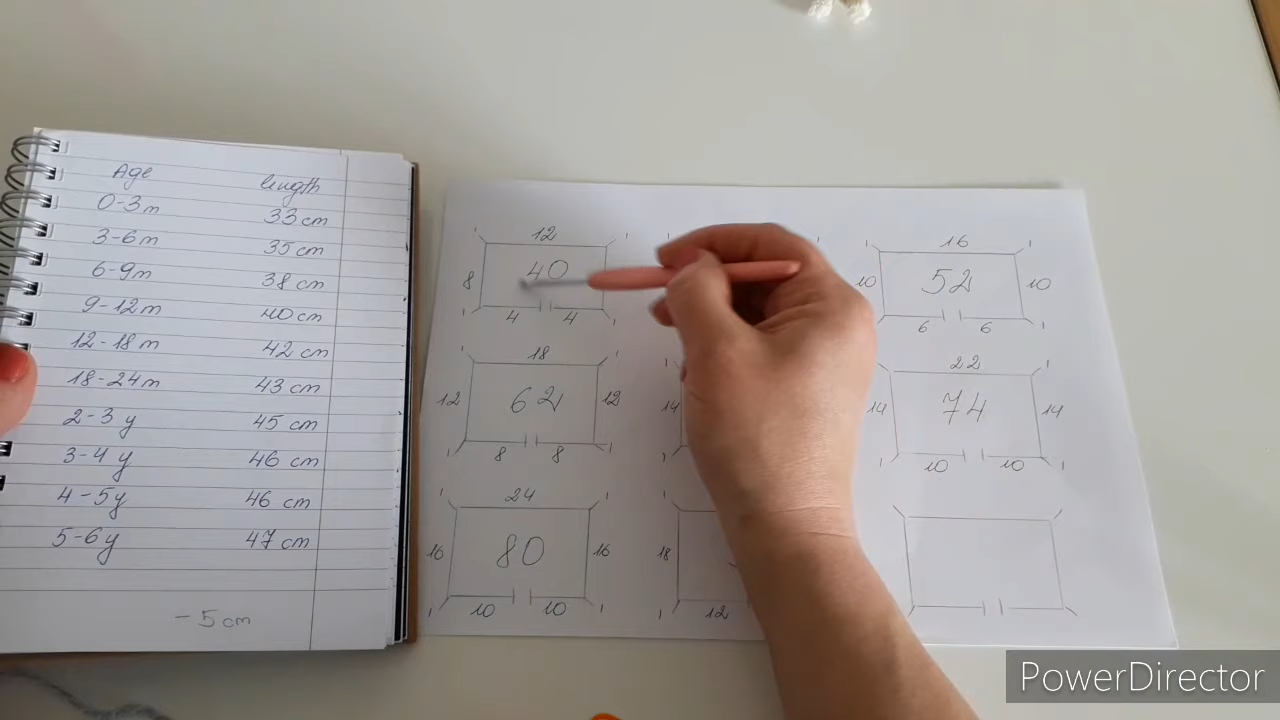 Age length
0-3m 33 cm
3-6m 35 cm
6-9m 38 cm
9-12m 40 cm
12-18m 42 cm
18-24m 43 cm
2-3 y 45 cm
3-4 y 46 cm
4-5y 46 cm
5-6y 47 cm
- 5 cm
12
8 40
4 4
16
10 52 10
6 6
18
12 62 12
8 8
14
22
14 74 14
10 10
24
16 80 16
10 10
18
12
PowerDirector